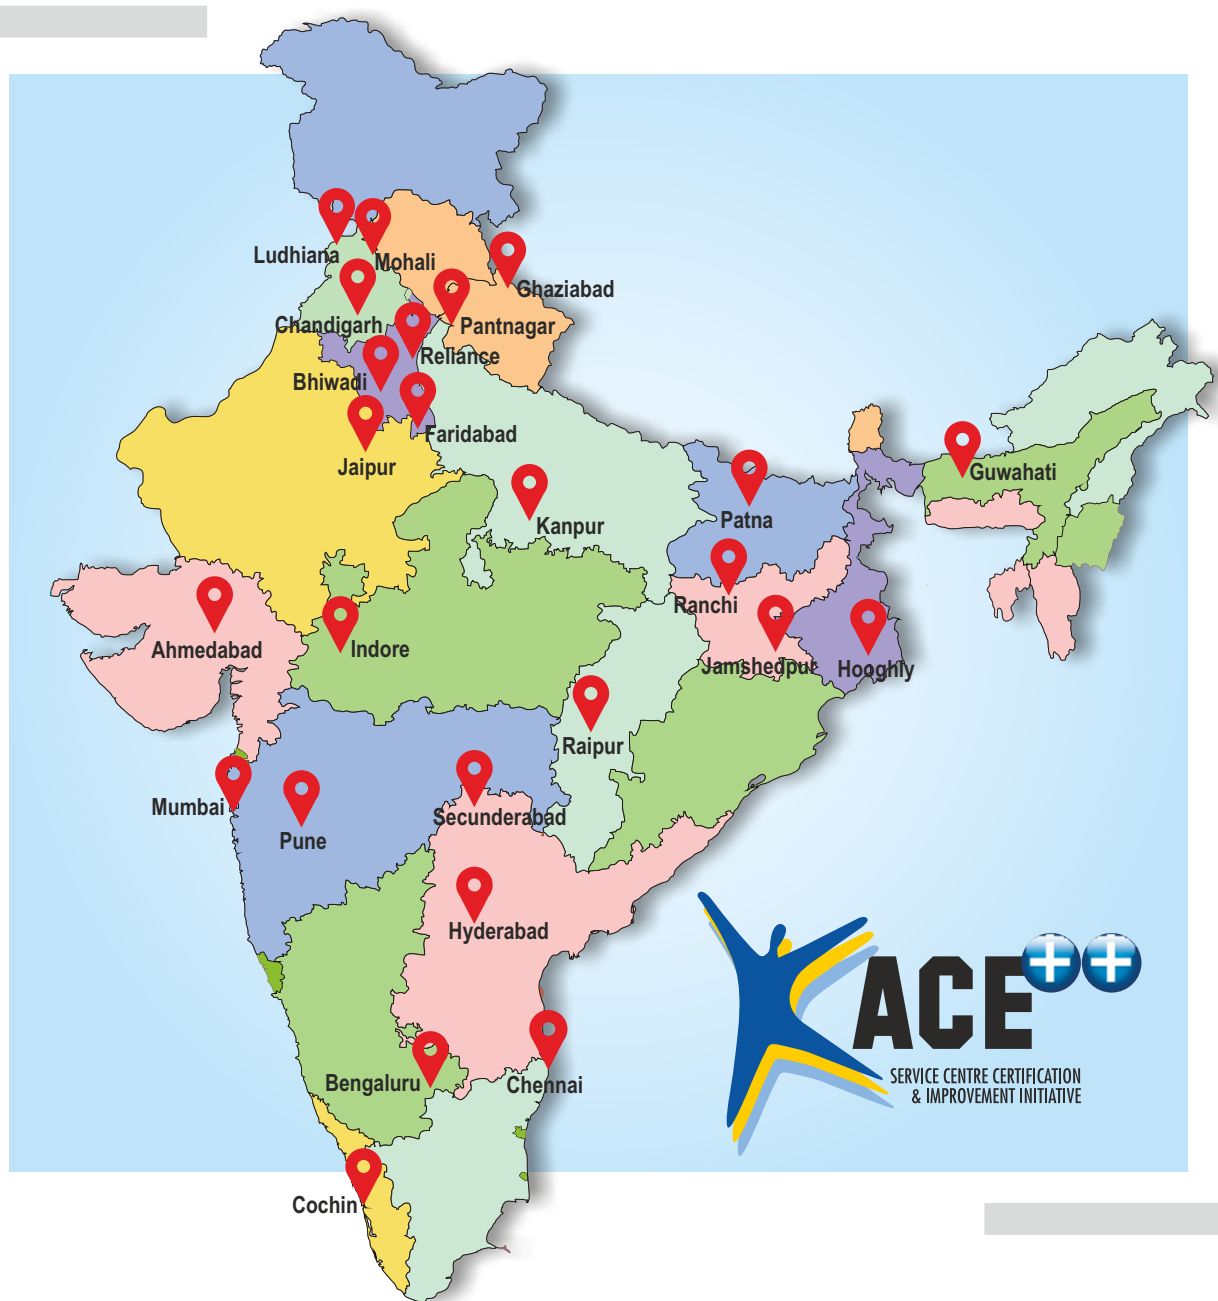 Ludhiana
Mohali
Ghaziabad
Chandigarh
Pantnagar
Reliance
Bhiwadi
Faridabad
Jaipur
Guwahati
Kanpur
Patna
Ranchi
Ahmedabad
Indore
Jamshedpur
Hooghly
Raipur
Mumbai
Secunderabad
Pune
Hyderabad
ACE++
SERVICE CENTRE CERTIFICATION
& IMPROVEMENT INITIATIVE
Bengaluru
Chennai
Cochin